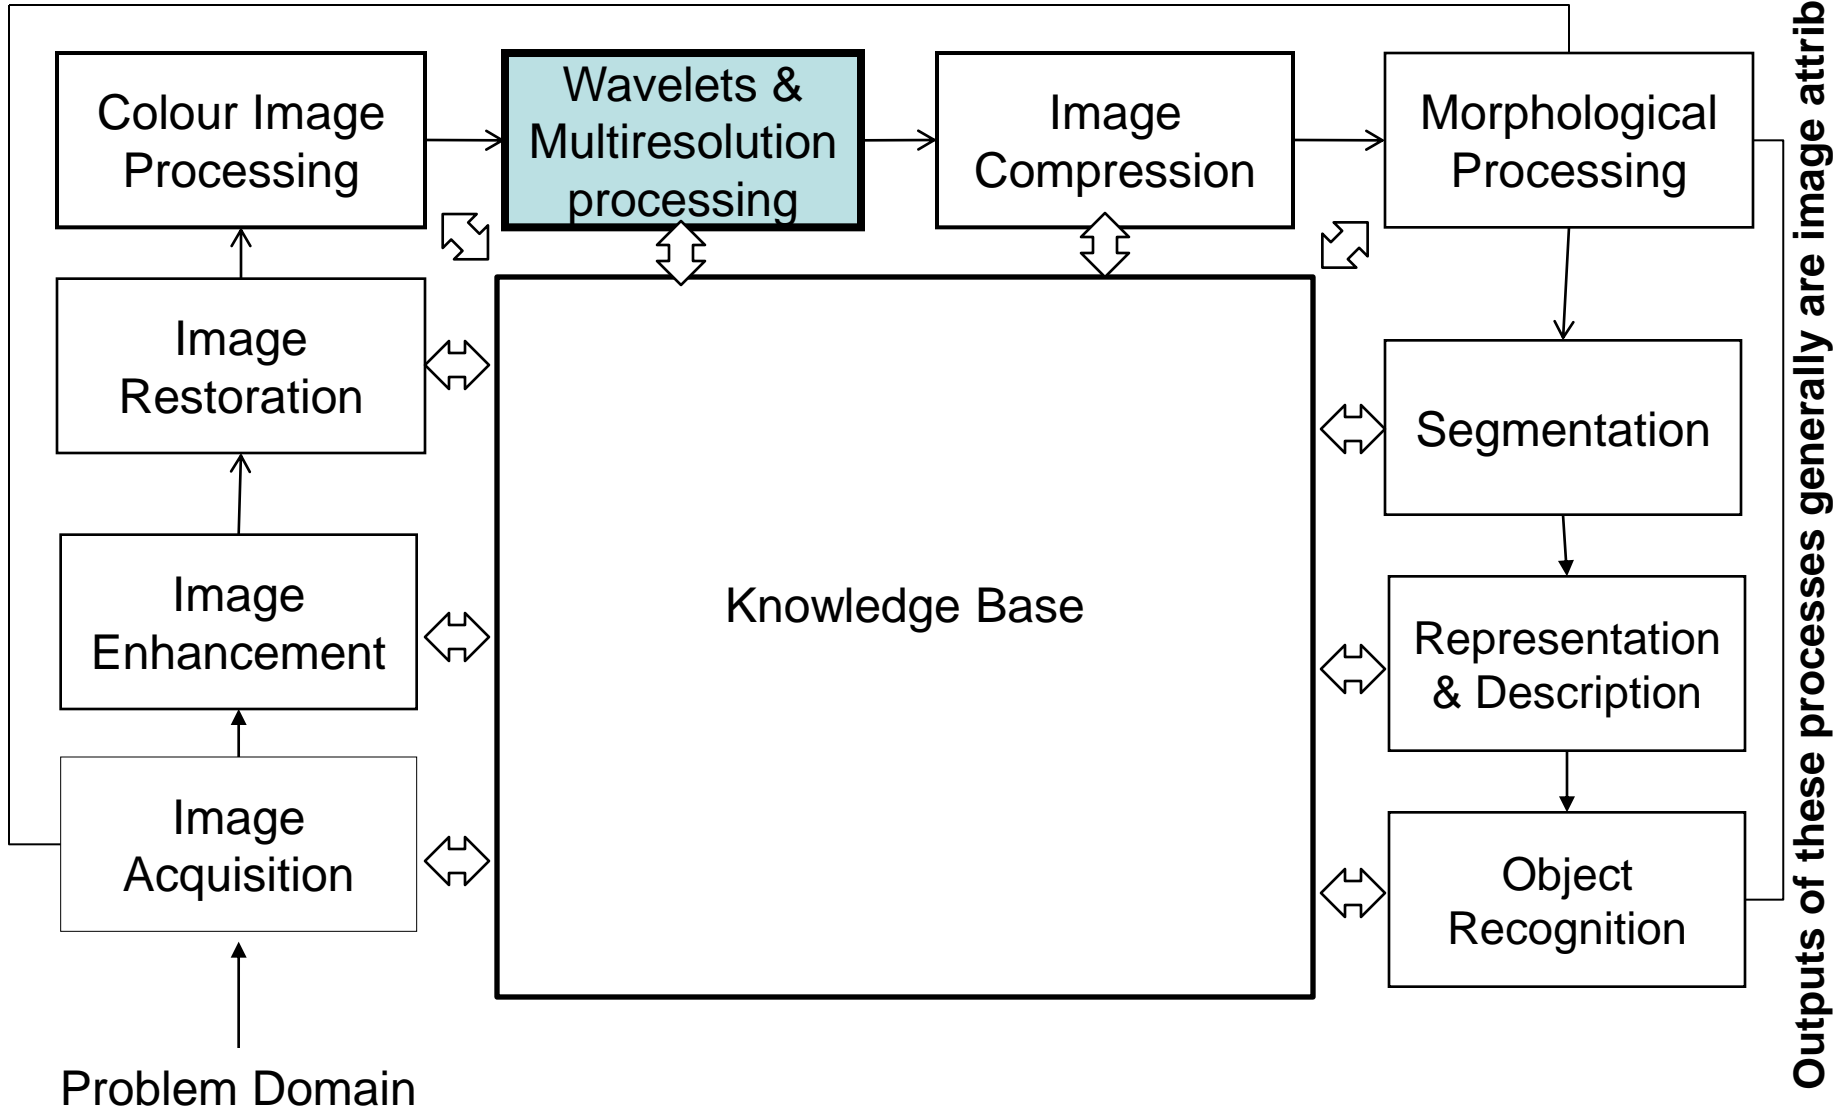 Colour Image
Processing
Wavelets &
Multiresolution
processing
Image
Compression
Morphological
Processing
Image
Restoration
Segmentation
Image
Enhancement
Knowledge Base
Representation
& Description
Image
Acquisition
Object
Recognition
Problem Domain
Outputs of these processes generally are image